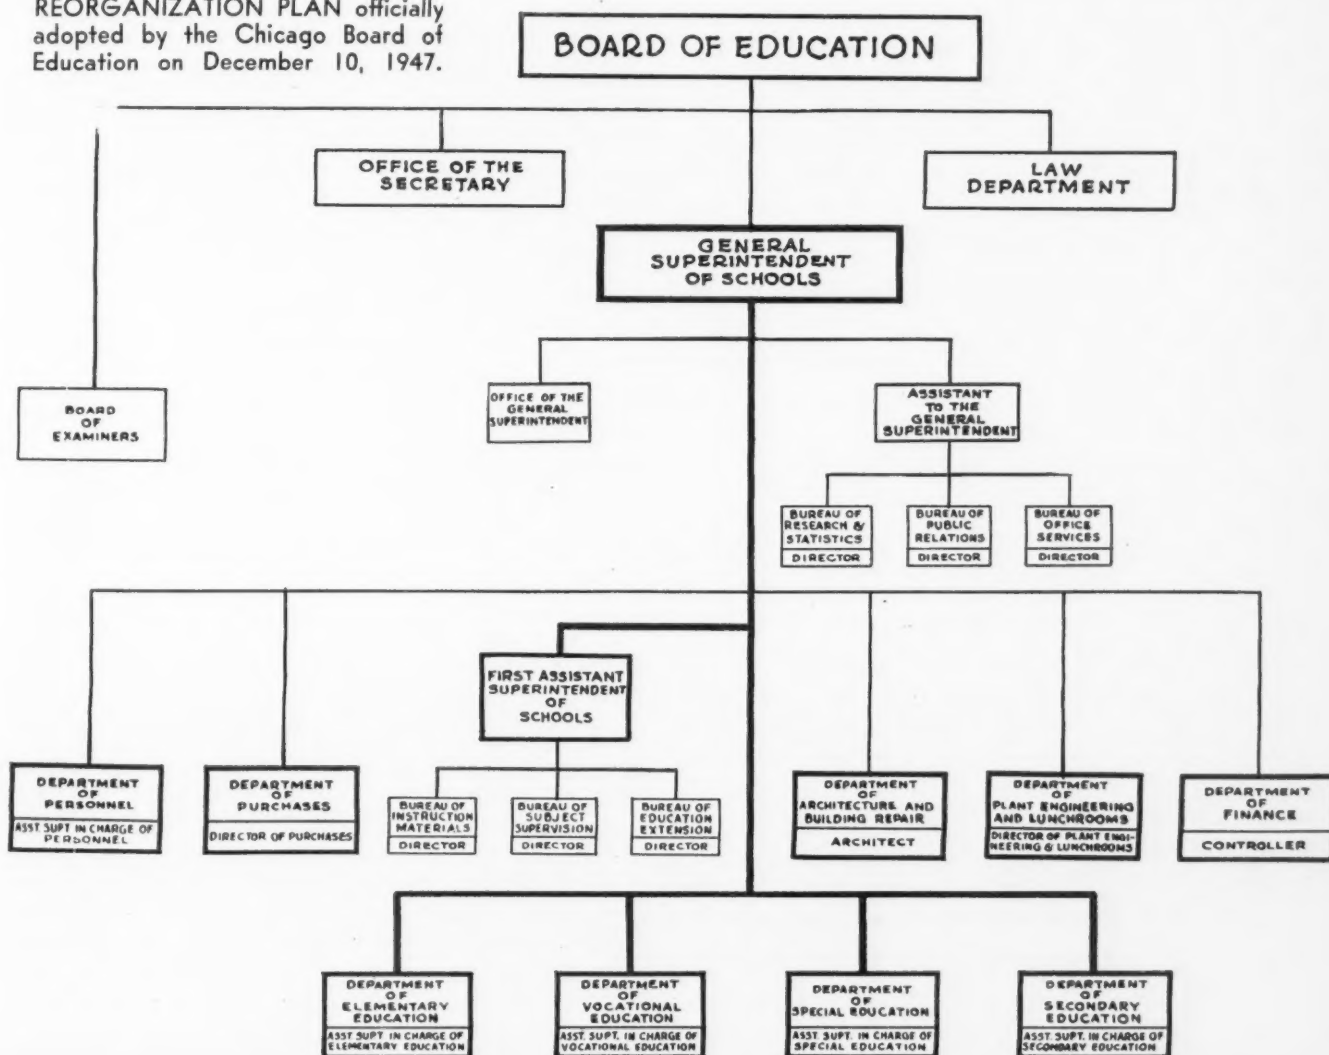 REORGANIZATION PLAN officially
adopted by the Chicago Board of
Education on December 10, 1947.
BOARD OF EDUCATION
OFFICE OF THE
SECRETARY
LAW
DEPARTMENT
GENERAL
SUPERINTENDENT
OF SCHOOLS
BOARD
OF
EXAMINERS
OFFICE OF THE
GENERAL
SUPERINTENDENT
ASSISTANT
TO THE
GENERAL
SUPERINTENDENT
BUREAU OF
RESEARCH &
STATISTICS
DIRECTOR
BUREAU OF
PUBLIC
RELATIONS
DIRECTOR
BUREAU OF
OFFICE
SERVICES
DIRECTOR
FIRST ASSISTANT
SUPERINTENDENT
OF
SCHOOLS
DEPARTMENT
OF
PERSONNEL
ASST. SUPT IN CHARGE OF
PERSONNEL
DEPARTMENT
OF
PURCHASES
DIRECTOR OF PURCHASES
BUREAU OF
INSTRUCTION
MATERIALS
DIRECTOR
BUREAU OF
SUBJECT
SUPERVISION
DIRECTOR
BUREAU OF
EDUCATION
EXTENSION
DIRECTOR
DEPARTMENT
OF
ARCHITECTURE AND
BUILDING REPAIR
ARCHITECT
DEPARTMENT
OF
PLANT ENGINEERING
AND LUNCHROOMS
DIRECTOR OF PLANT ENGI-
NEERING & LUNCHROOMS
DEPARTMENT
OF
FINANCE
CONTROLLER
DEPARTMENT
OF
ELEMENTARY
EDUCATION
ASST SUPT. IN CHARGE OF
ELEMENTARY EDUCATION
DEPARTMENT
OF
VOCATIONAL
EDUCATION
ASST. SUPT. IN CHARGE OF
VOCATIONAL EDUCATION
DEPARTMENT
OF
SPECIAL EDUCATION
ASST. SUPT. IN CHARGE OF
SPECIAL EDUCATION
DEPARTMENT
OF
SECONDARY
EDUCATION
ASST. SUPT. IN CHARGE OF
SECONDARY EDUCATION